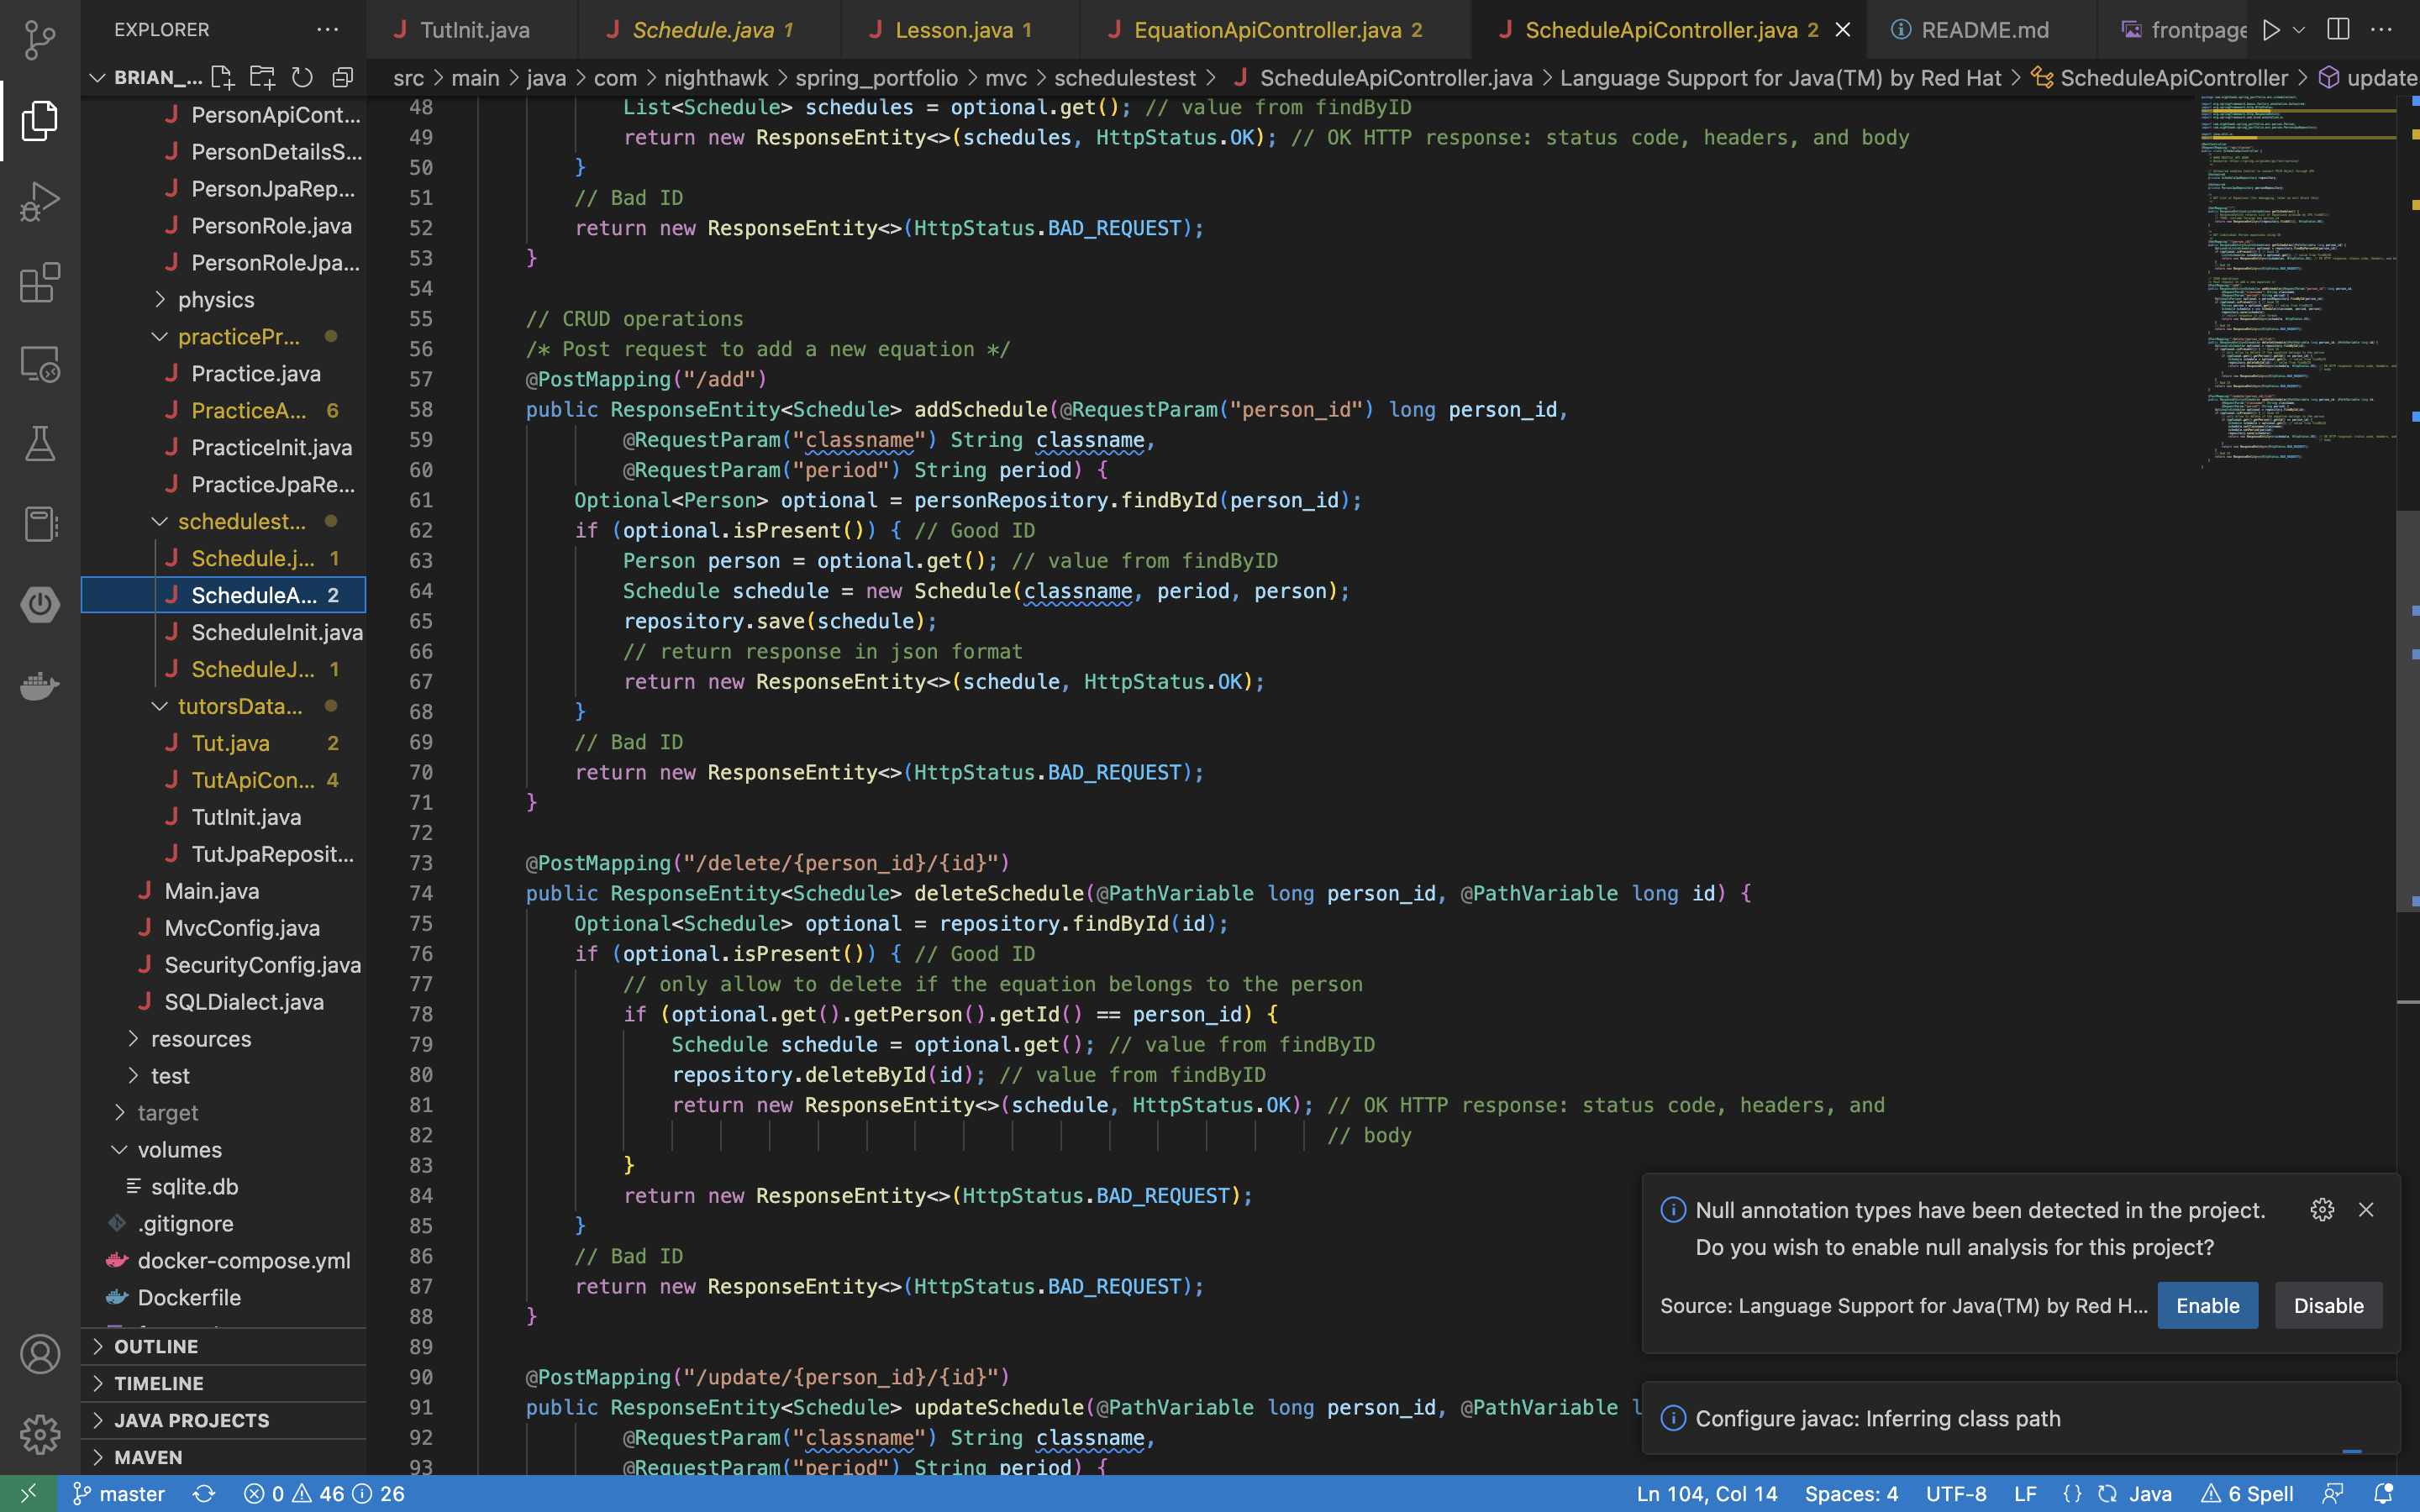 EXPLORER
BRIAN_...
PersonApiCont...
PersonDetailsS...
PersonJpaRep...
PersonRole.java
PersonRoleJpa...
physics
practicePr...
Practice.java
PracticeA... 6
PracticeInit.java
PracticeJpaRe...
schedulest...
Schedule.j... 1
ScheduleA... 2
ScheduleInit.java
ScheduleJ... 1
tutorsData...
Tut.java 2
TutApiCon... 4
TutInit.java
TutJpaReposit...
Main.java
MvcConfig.java
SecurityConfig.java
SQLDialect.java
resources
test
target
volumes
sqlite.db
.gitignore
docker-compose.yml
Dockerfile
OUTLINE
TIMELINE
JAVA PROJECTS
MAVEN
TutInit.java
Schedule.java 1
Lesson.java 1
EquationApiController.java 2
ScheduleApiController.java 2
README.md
frontpage
src > main > java > com > nighthawk > spring_portfolio > mvc > schedulestest > ScheduleApiController.java > Language Support for Java(TM) by Red Hat > ScheduleApiController > update
48 List<Schedule> schedules = optional.get(); // value from findByID
49 return new ResponseEntity<>(schedules, HttpStatus.OK); // OK HTTP response: status code, headers, and body
50 }
51 // Bad ID
52 return new ResponseEntity<>(HttpStatus.BAD_REQUEST);
53 }
54
55 // CRUD operations
56 /* Post request to add a new equation */
57 @PostMapping("/add")
58 public ResponseEntity<Schedule> addSchedule(@RequestParam("person_id") long person_id,
59 @RequestParam("classname") String classname,
60 @RequestParam("period") String period) {
61 Optional<Person> optional = personRepository.findById(person_id);
62 if (optional.isPresent()) { // Good ID
63 Person person = optional.get(); // value from findByID
64 Schedule schedule = new Schedule(classname, period, person);
65 repository.save(schedule);
66 // return response in json format
67 return new ResponseEntity<>(schedule, HttpStatus.OK);
68 }
69 // Bad ID
70 return new ResponseEntity<>(HttpStatus.BAD_REQUEST);
71 }
72
73 @PostMapping("/delete/{person_id}/{id}")
74 public ResponseEntity<Schedule> deleteSchedule(@PathVariable long person_id, @PathVariable long id) {
75 Optional<Schedule> optional = repository.findById(id);
76 if (optional.isPresent()) { // Good ID
77 // only allow to delete if the equation belongs to the person
78 if (optional.get().getPerson().getId() == person_id) {
79 Schedule schedule = optional.get(); // value from findByID
80 repository.deleteById(id); // value from findByID
81 return new ResponseEntity<>(schedule, HttpStatus.OK); // OK HTTP response: status code, headers, and
82 // body
83 }
84 return new ResponseEntity<>(HttpStatus.BAD_REQUEST);
85 }
86 // Bad ID
87 return new ResponseEntity<>(HttpStatus.BAD_REQUEST);
88 }
89
90 @PostMapping("/update/{person_id}/{id}")
91 public ResponseEntity<Schedule> updateSchedule(@PathVariable long person_id, @PathVariable l
92 @RequestParam("classname") String classname,
93 @RequestParam("period") String period) {
Null annotation types have been detected in the project.
Do you wish to enable null analysis for this project?
Source: Language Support for Java(TM) by Red H...
Enable
Disable
Configure javac: Inferring class path
master
0 46 26
Ln 104, Col 14
Spaces: 4
UTF-8
LF
{} Java
6 Spell